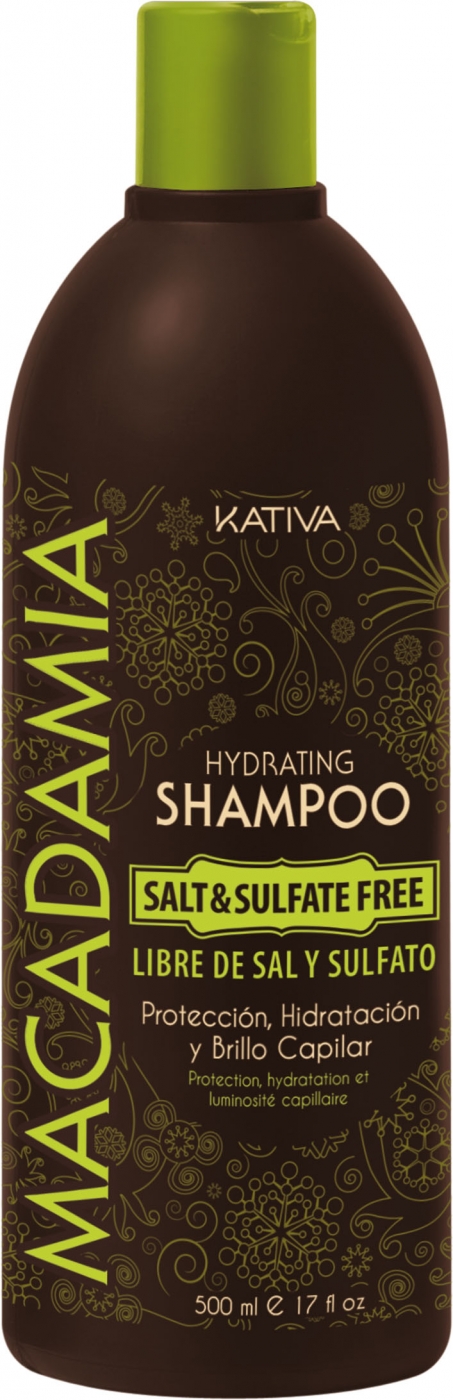 KATIVA
MACADAMIA
HYDRATING
SHAMPOO
SALT&SULFATE FREE
LIBRE DE SAL Y SULFATO
Protección, Hidratación
y Brillo Capilar
Protection, hydratation et
luminosité capillaire
500 ml e 17 fl oz